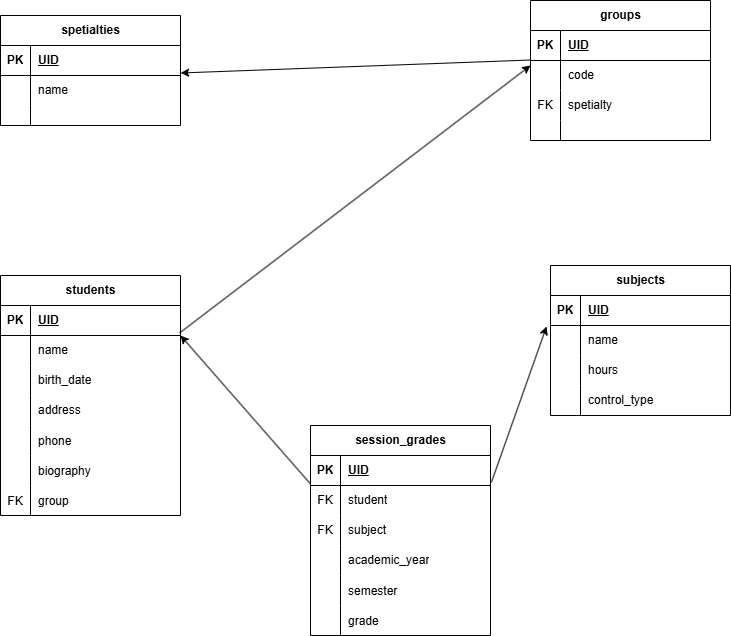 spetialties
PK UID
name
groups
PK UID
code
FK spetialty
students
PK UID
name
birth_date
address
phone
biography
FK group
subjects
PK UID
name
hours
control_type
session_grades
PK UID
FK student
FK subject
academic_year
semester
grade